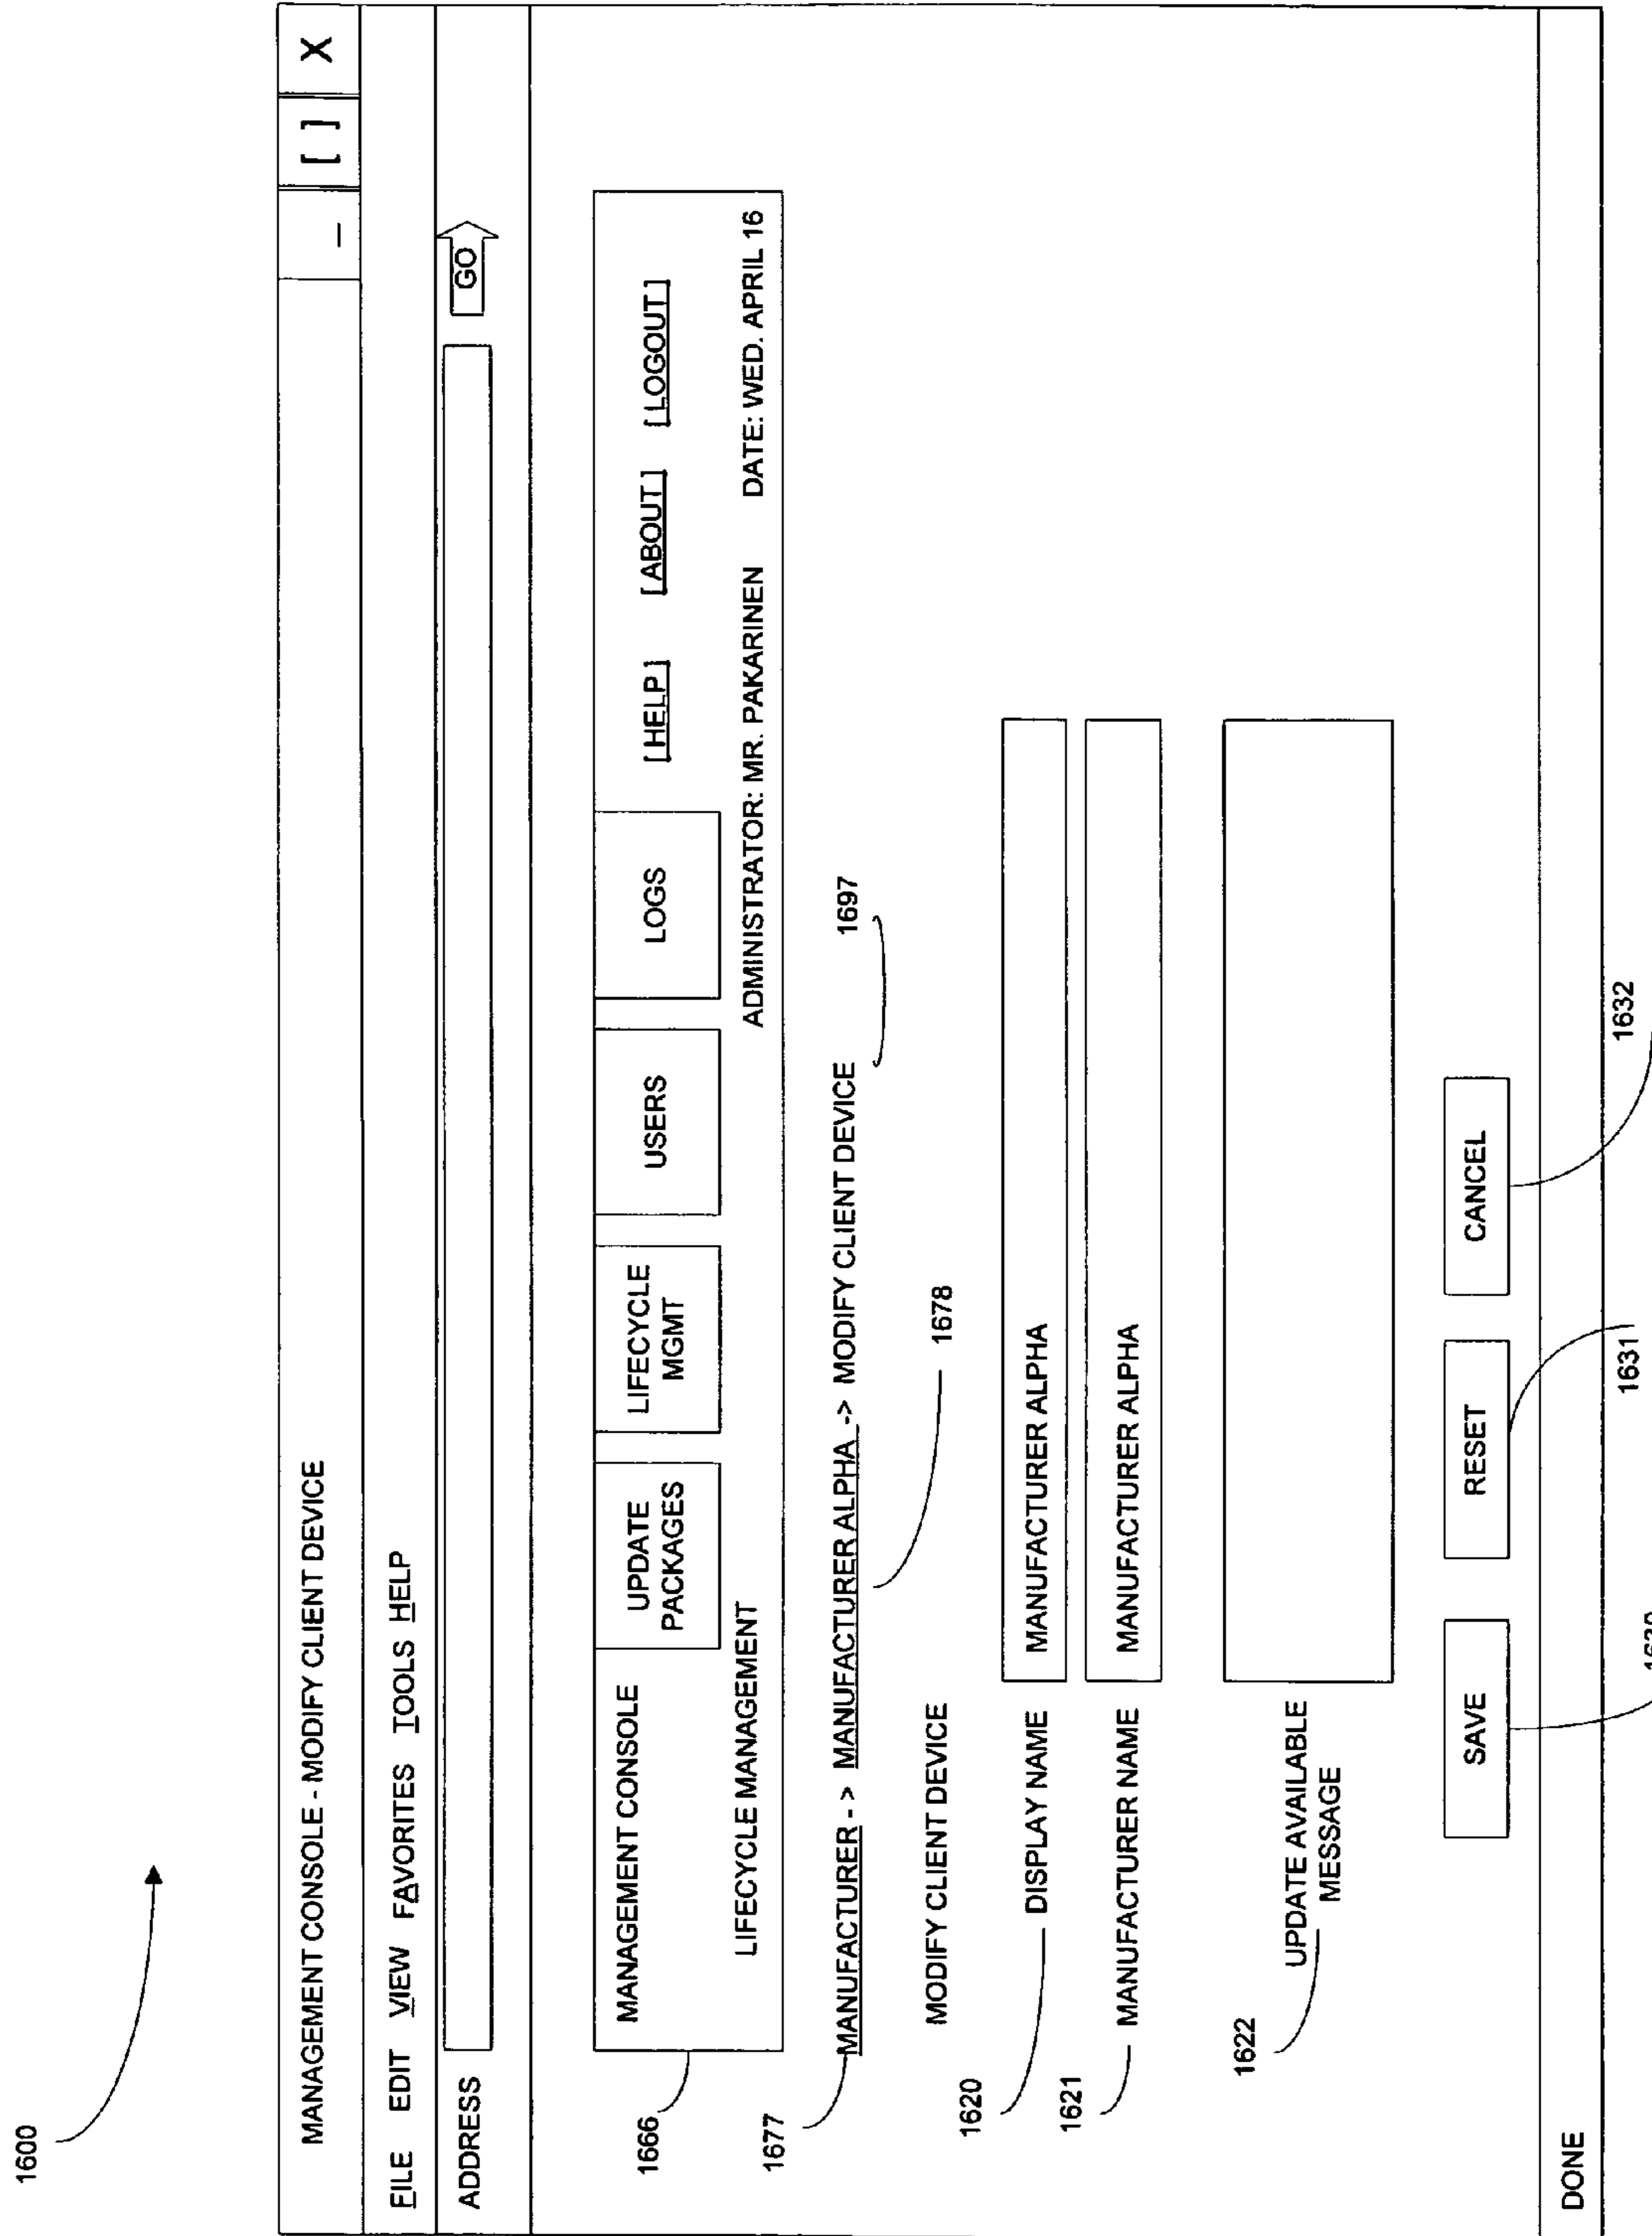 1600
MANAGEMENT CONSOLE - MODIFY CLIENT DEVICE _ [ ] X
FILE EDIT VIEW FAVORITES TOOLS HELP
ADDRESS GO
1666
MANAGEMENT CONSOLE
UPDATE PACKAGES
LIFECYCLE MGMT
USERS
LOGS
[HELP] [ABOUT] [LOGOUT]
LIFECYCLE MANAGEMENT ADMINISTRATOR: MR. PAKARINEN DATE: WED. APRIL 16
1677
MANUFACTURER - > MANUFACTURER ALPHA -> MODIFY CLIENT DEVICE
1697
1678
MODIFY CLIENT DEVICE
1620
DISPLAY NAME MANUFACTURER ALPHA
1621
MANUFACTURER NAME MANUFACTURER ALPHA
1622
UPDATE AVAILABLE
MESSAGE
SAVE RESET CANCEL
DONE
1631
1632